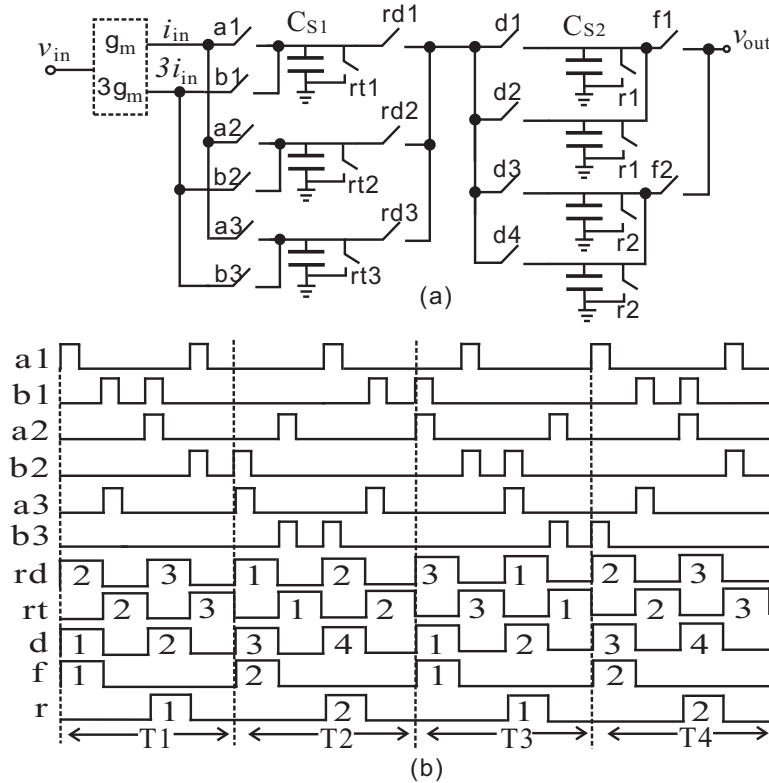 a1 C_S1 rd1 d1 C_S2 f1 v_out
v_in g_m i_in
3g_m 3i_in b1 rt1 r1
a2 rd2 d2
b2 rt2 r1
d3 f2
a3 rd3 r2
b3 rt3 d4
r2
(a)
a1
b1
a2
b2
a3
b3
rd 2 3 1 2 3 1 2 3
rt 2 3 1 2 3 1 2 3
d 1 2 3 4 1 2 3 4
f 1 2 1 2
r 1 2 1 2
T1 T2 T3 T4
(b)